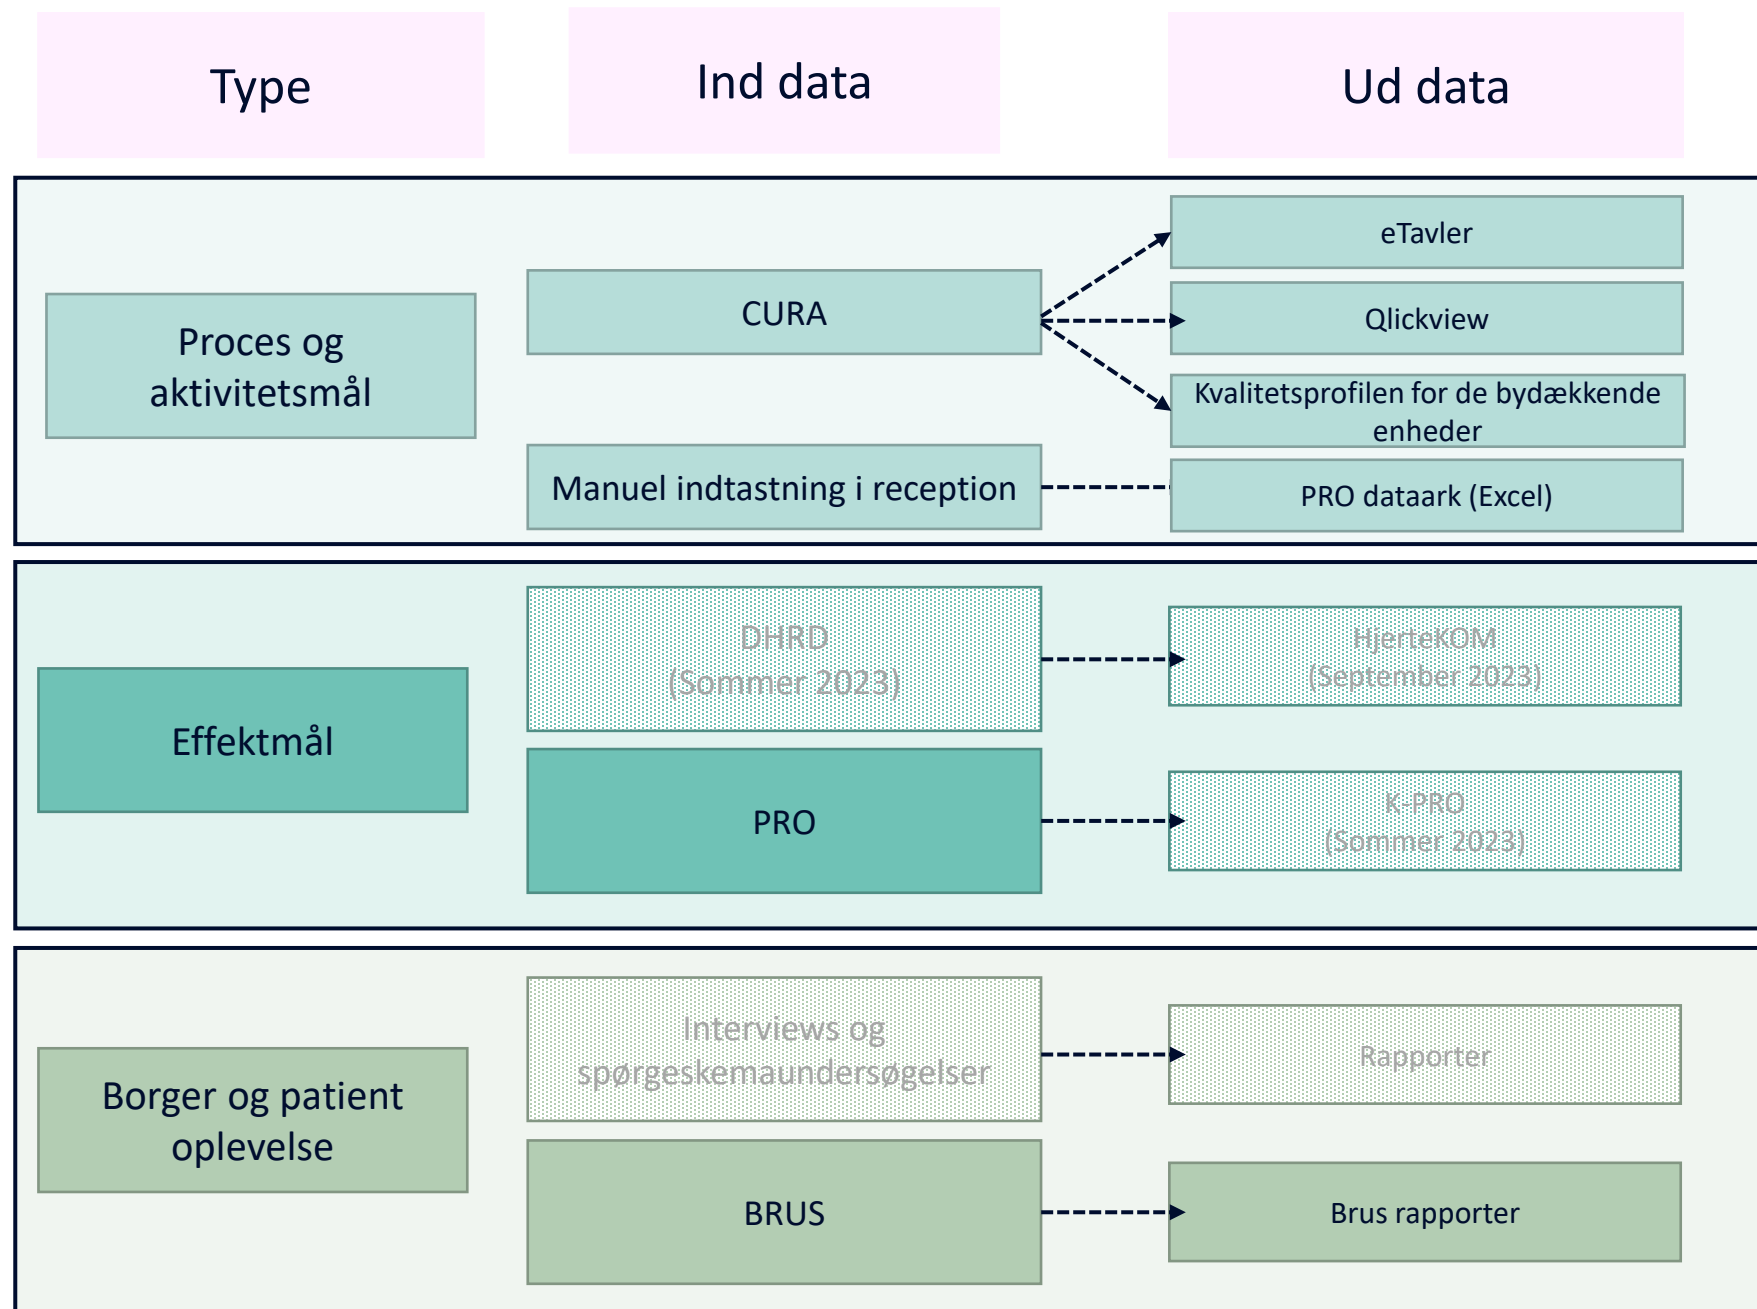 Type
Ind data
Ud data
Proces og
aktivitetsmål
CURA
eTavler
Qlickview
Kvalitetsprofilen for de bydækkende
enheder
Manuel indtastning i reception
PRO dataark (Excel)
Effektmål
DHRD
(Sommer 2023)
HjerteKOM
(September 2023)
PRO
K-PRO
(Sommer 2023)
Borger og patient
oplevelse
Interviews og
spørgeskemaundersøgelser
Rapporter
BRUS
Brus rapporter